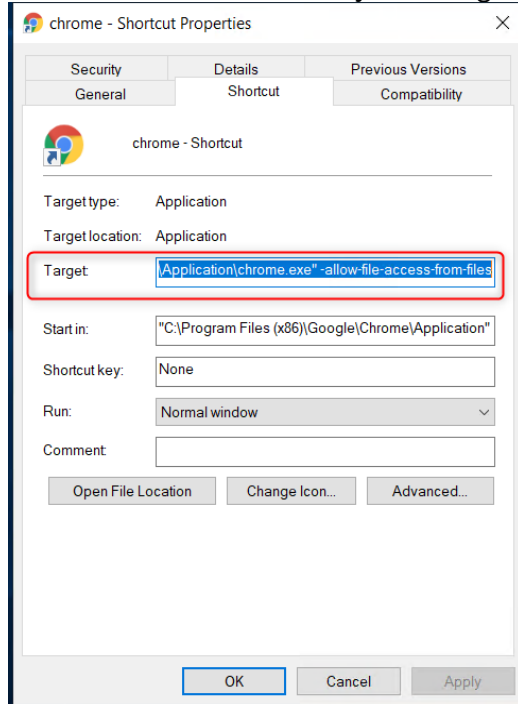 chrome - Shortcut Properties
Security Details Previous Versions
General Shortcut Compatibility
chrome - Shortcut
Target type: Application
Target location: Application
Target: \Application\chrome.exe" -allow-file-access-from-files
Start in: "C:\Program Files (x86)\Google\Chrome\Application"
Shortcut key: None
Run: Normal window
Comment:
Open File Location Change Icon... Advanced...
OK Cancel Apply